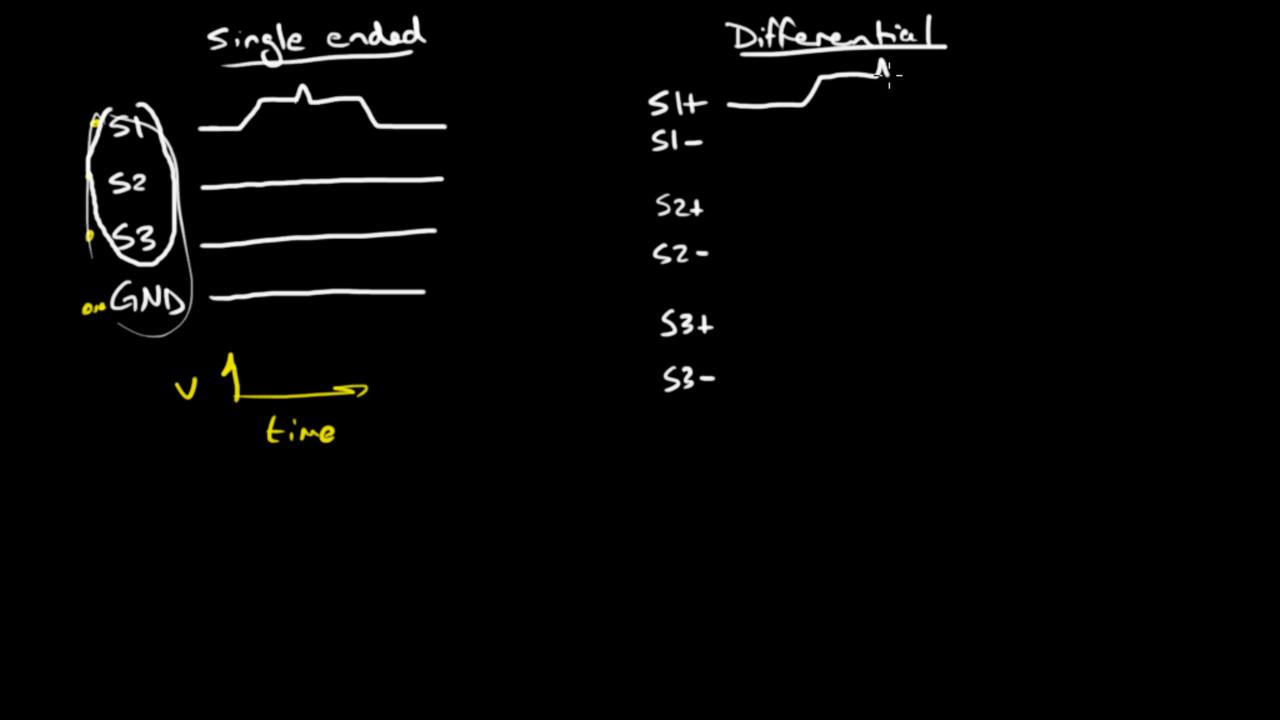 Single ended
S1
S2
S3
GND
V
time
Differential
S1+
S1-
S2+
S2-
S3+
S3-